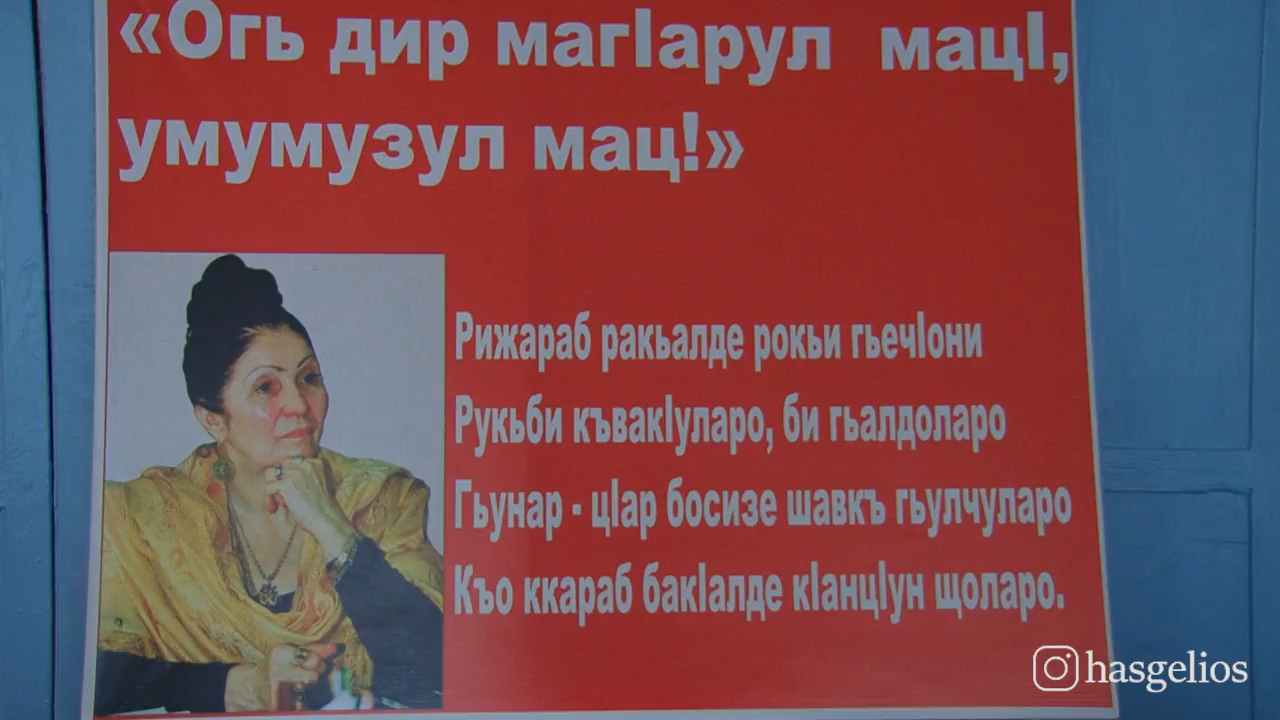 «Огь дир магӀарул мацӀ,
умумузул мац!»
Рижараб ракьалде рокьи гьечӀони
Рукьби къвакӀуларо, би гьалдоларо
Гьунар - цӀар босизе шавкъ гьулчуларо
Къо ккараб бакӀалде кӀанцӀун щоларо.
hasgelios